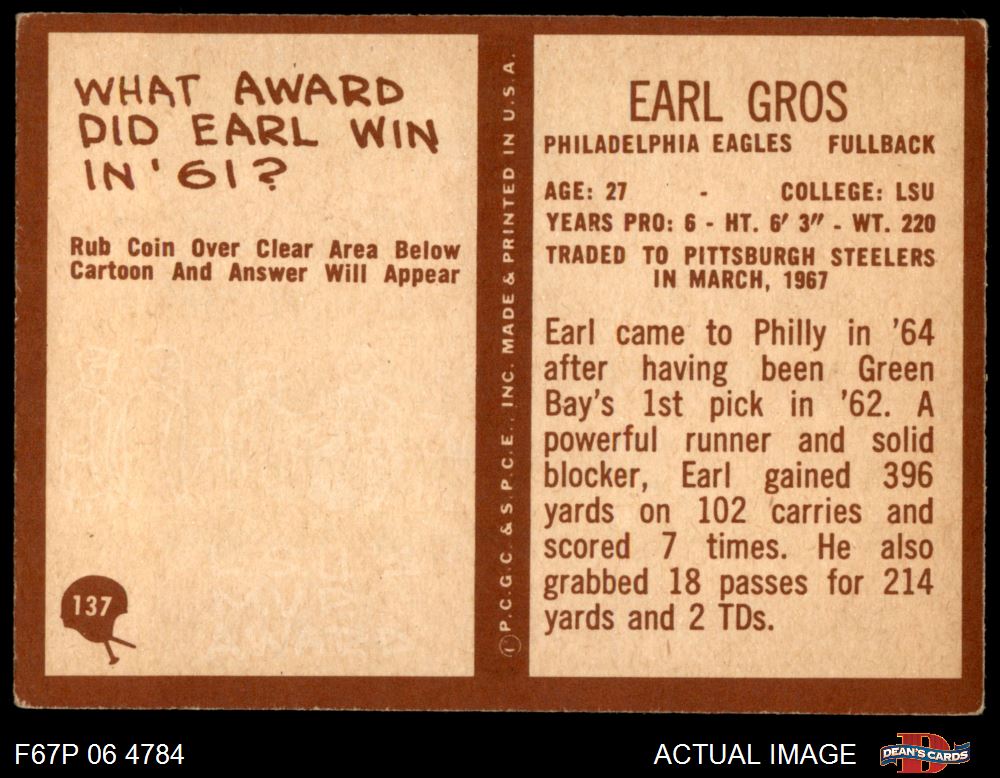 WHAT AWARD
DID EARL WIN
IN '61?
Rub Coin Over Clear Area Below
Cartoon And Answer Will Appear
MVP
AWARD
137
P.C.G.C. & S.P.C.E., INC. MADE & PRINTED IN U.S.A.
EARL GROS
PHILADELPHIA EAGLES FULLBACK
AGE: 27 - COLLEGE: LSU
YEARS PRO: 6 - HT. 6' 3" - WT. 220
TRADED TO PITTSBURGH STEELERS
IN MARCH, 1967
Earl came to Philly in '64
after having been Green
Bay's 1st pick in '62. A
powerful runner and solid
blocker, Earl gained 396
yards on 102 carries and
scored 7 times. He also
grabbed 18 passes for 214
yards and 2 TDs.
F67P 06 4784
ACTUAL IMAGE
DEAN'S CARDS